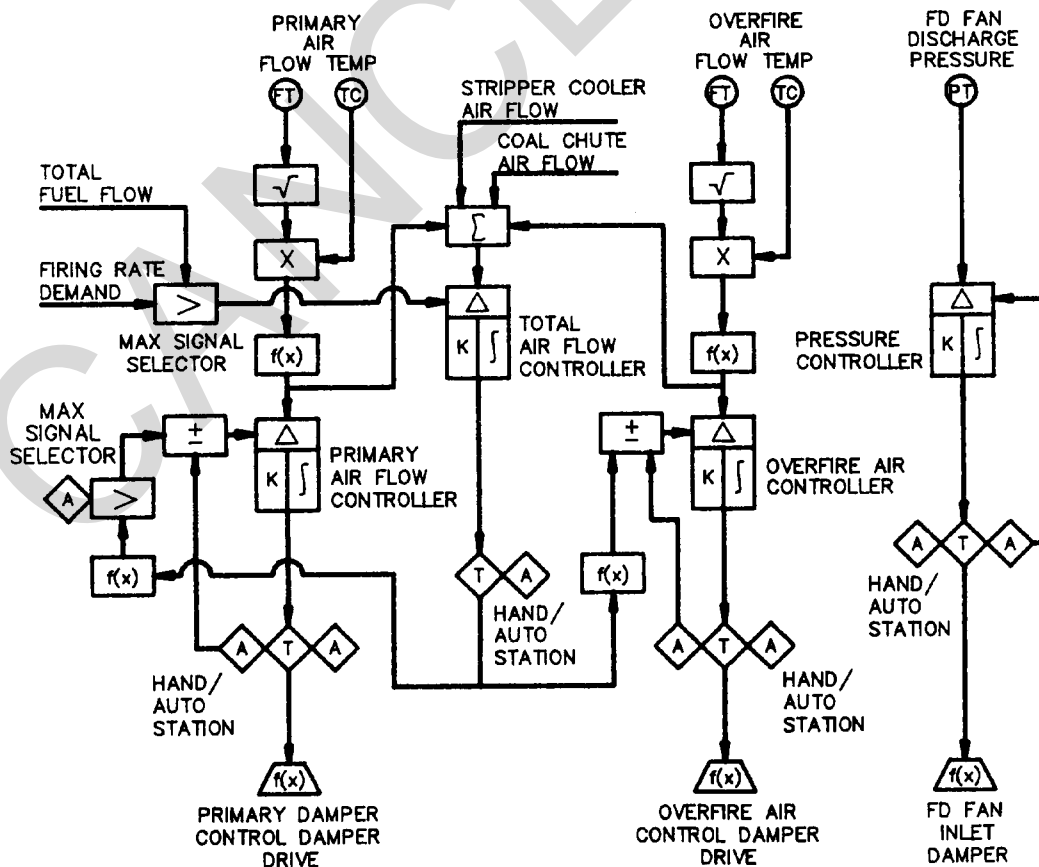 PRIMARY
AIR
FLOW TEMP
OVERFIRE
AIR
FLOW TEMP
FD FAN
DISCHARGE
PRESSURE
FT
TC
FT
TC
PT
STRIPPER COOLER
AIR FLOW
COAL CHUTE
AIR FLOW
TOTAL
FUEL FLOW
√
√
Σ
X
X
FIRING RATE
DEMAND
>
MAX SIGNAL
SELECTOR
△
K ∫
TOTAL
AIR FLOW
CONTROLLER
△
K ∫
PRESSURE
CONTROLLER
f(x)
f(x)
MAX
SIGNAL
SELECTOR
±
△
K ∫
PRIMARY
AIR FLOW
CONTROLLER
±
△
K ∫
OVERFIRE AIR
CONTROLLER
A
>
f(x)
T
A
HAND/
AUTO
STATION
f(x)
A
T
A
HAND/
AUTO
STATION
A
T
A
HAND/
AUTO
STATION
A
T
A
HAND/
AUTO
STATION
f(x)
PRIMARY DAMPER
CONTROL DAMPER
DRIVE
f(x)
OVERFIRE AIR
CONTROL DAMPER
DRIVE
f(x)
FD FAN
INLET
DAMPER